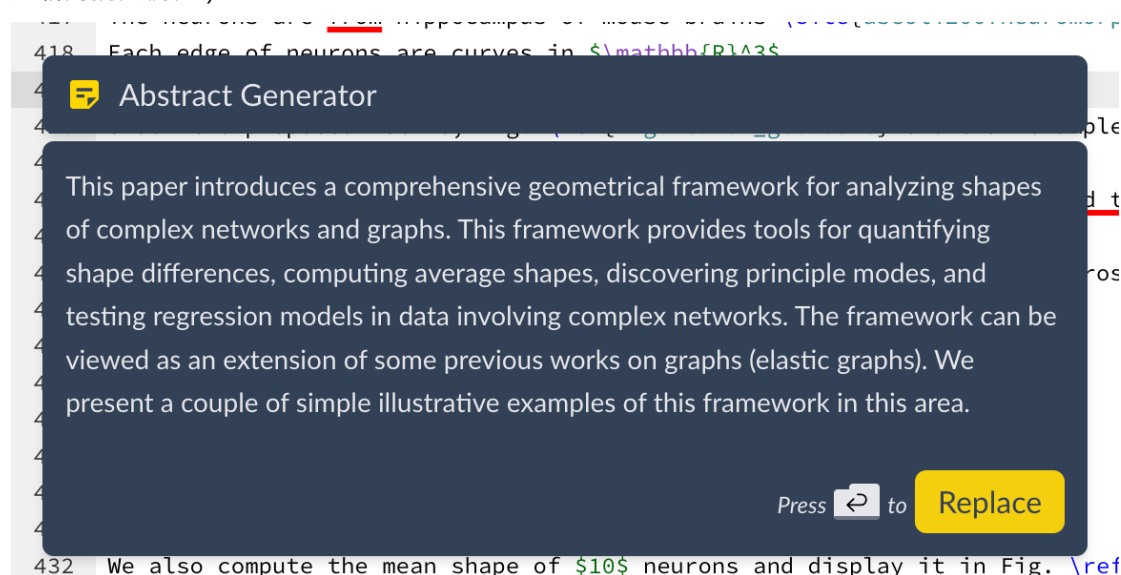 418 Each edge of neurons are curves in $\mathbb{R}^3$
Abstract Generator
This paper introduces a comprehensive geometrical framework for analyzing shapes
of complex networks and graphs. This framework provides tools for quantifying
shape differences, computing average shapes, discovering principle modes, and
testing regression models in data involving complex networks. The framework can be
viewed as an extension of some previous works on graphs (elastic graphs). We
present a couple of simple illustrative examples of this framework in this area.
Press to Replace
432 We also compute the mean shape of $10$ neurons and display it in Fig. \ref